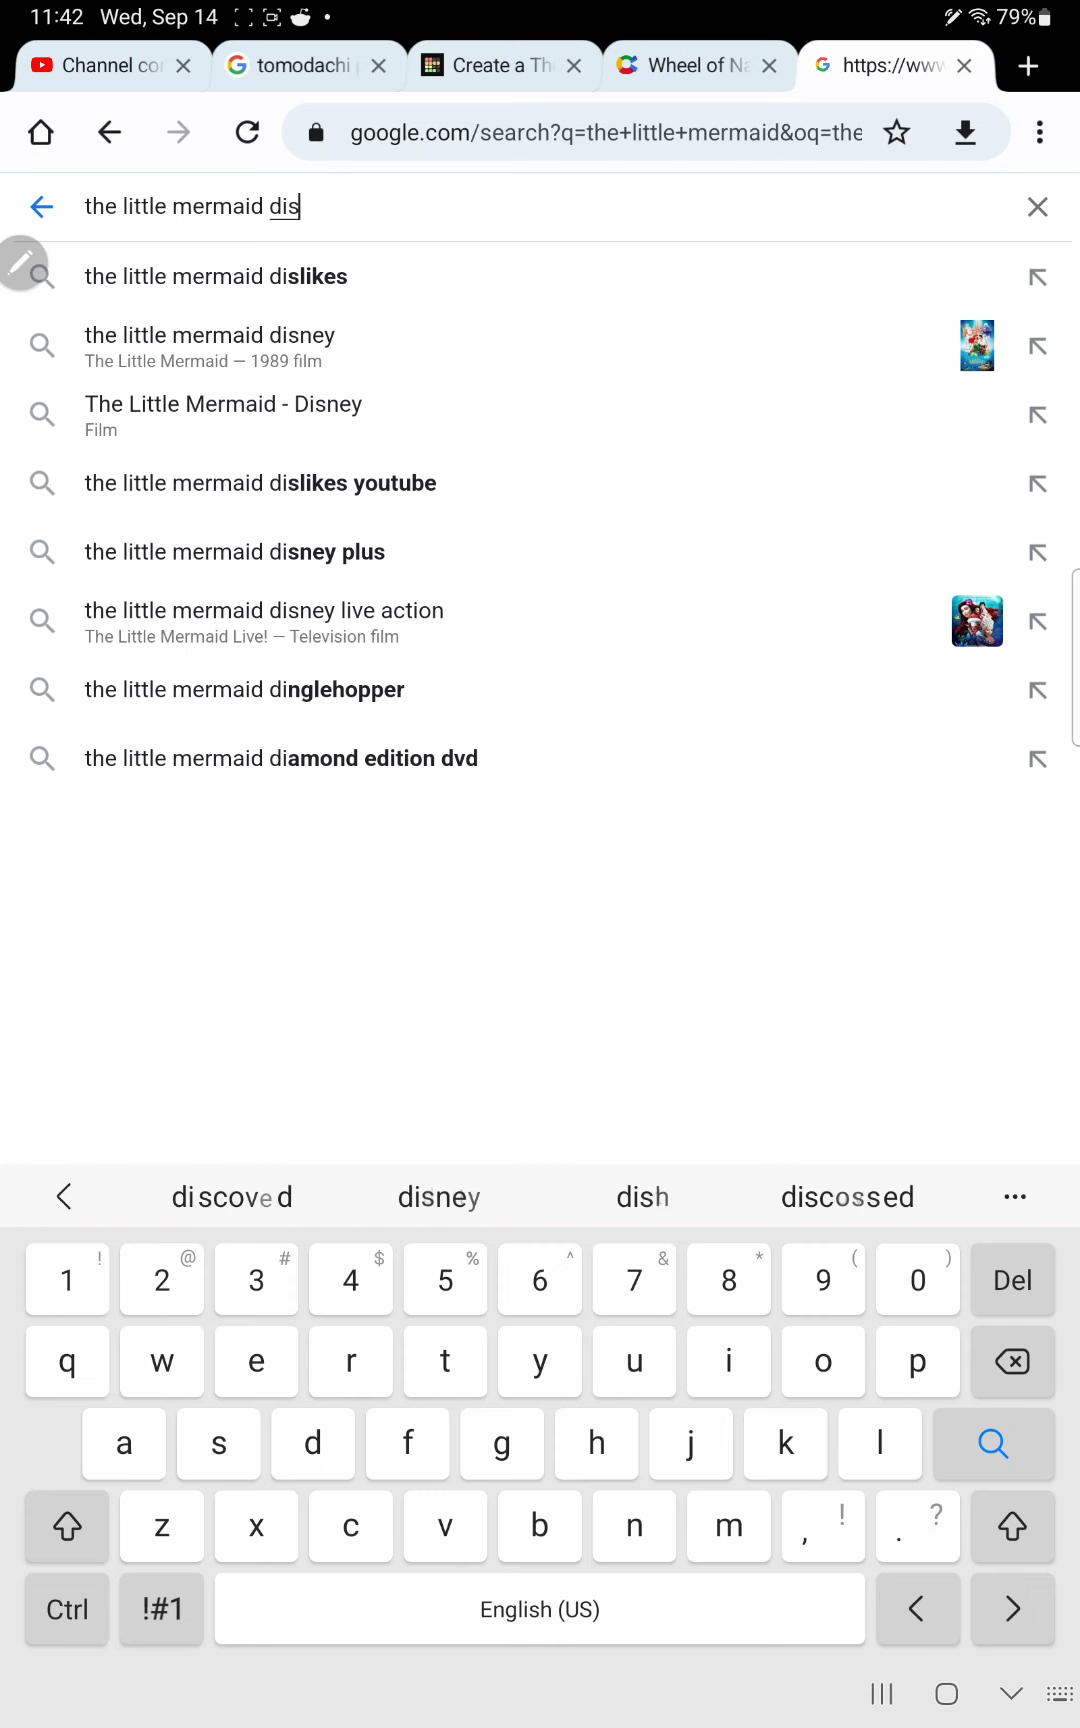 11:42 Wed, Sep 14 79%
Channel co tomodachi Create a Th Wheel of Na https://www
google.com/search?q=the+little+mermaid&oq=the
the little mermaid dis
the little mermaid dislikes
the little mermaid disney
The Little Mermaid — 1989 film
The Little Mermaid - Disney
Film
the little mermaid dislikes youtube
the little mermaid disney plus
the little mermaid disney live action
The Little Mermaid Live! — Television film
the little mermaid dinglehopper
the little mermaid diamond edition dvd
discoved disney dish discossed
! @ # $ % ^ & * ( )
1 2 3 4 5 6 7 8 9 0 Del
q w e r t y u i o p
a s d f g h j k l
z x c v b n m , ! . ?
Ctrl !#1 English (US) < >